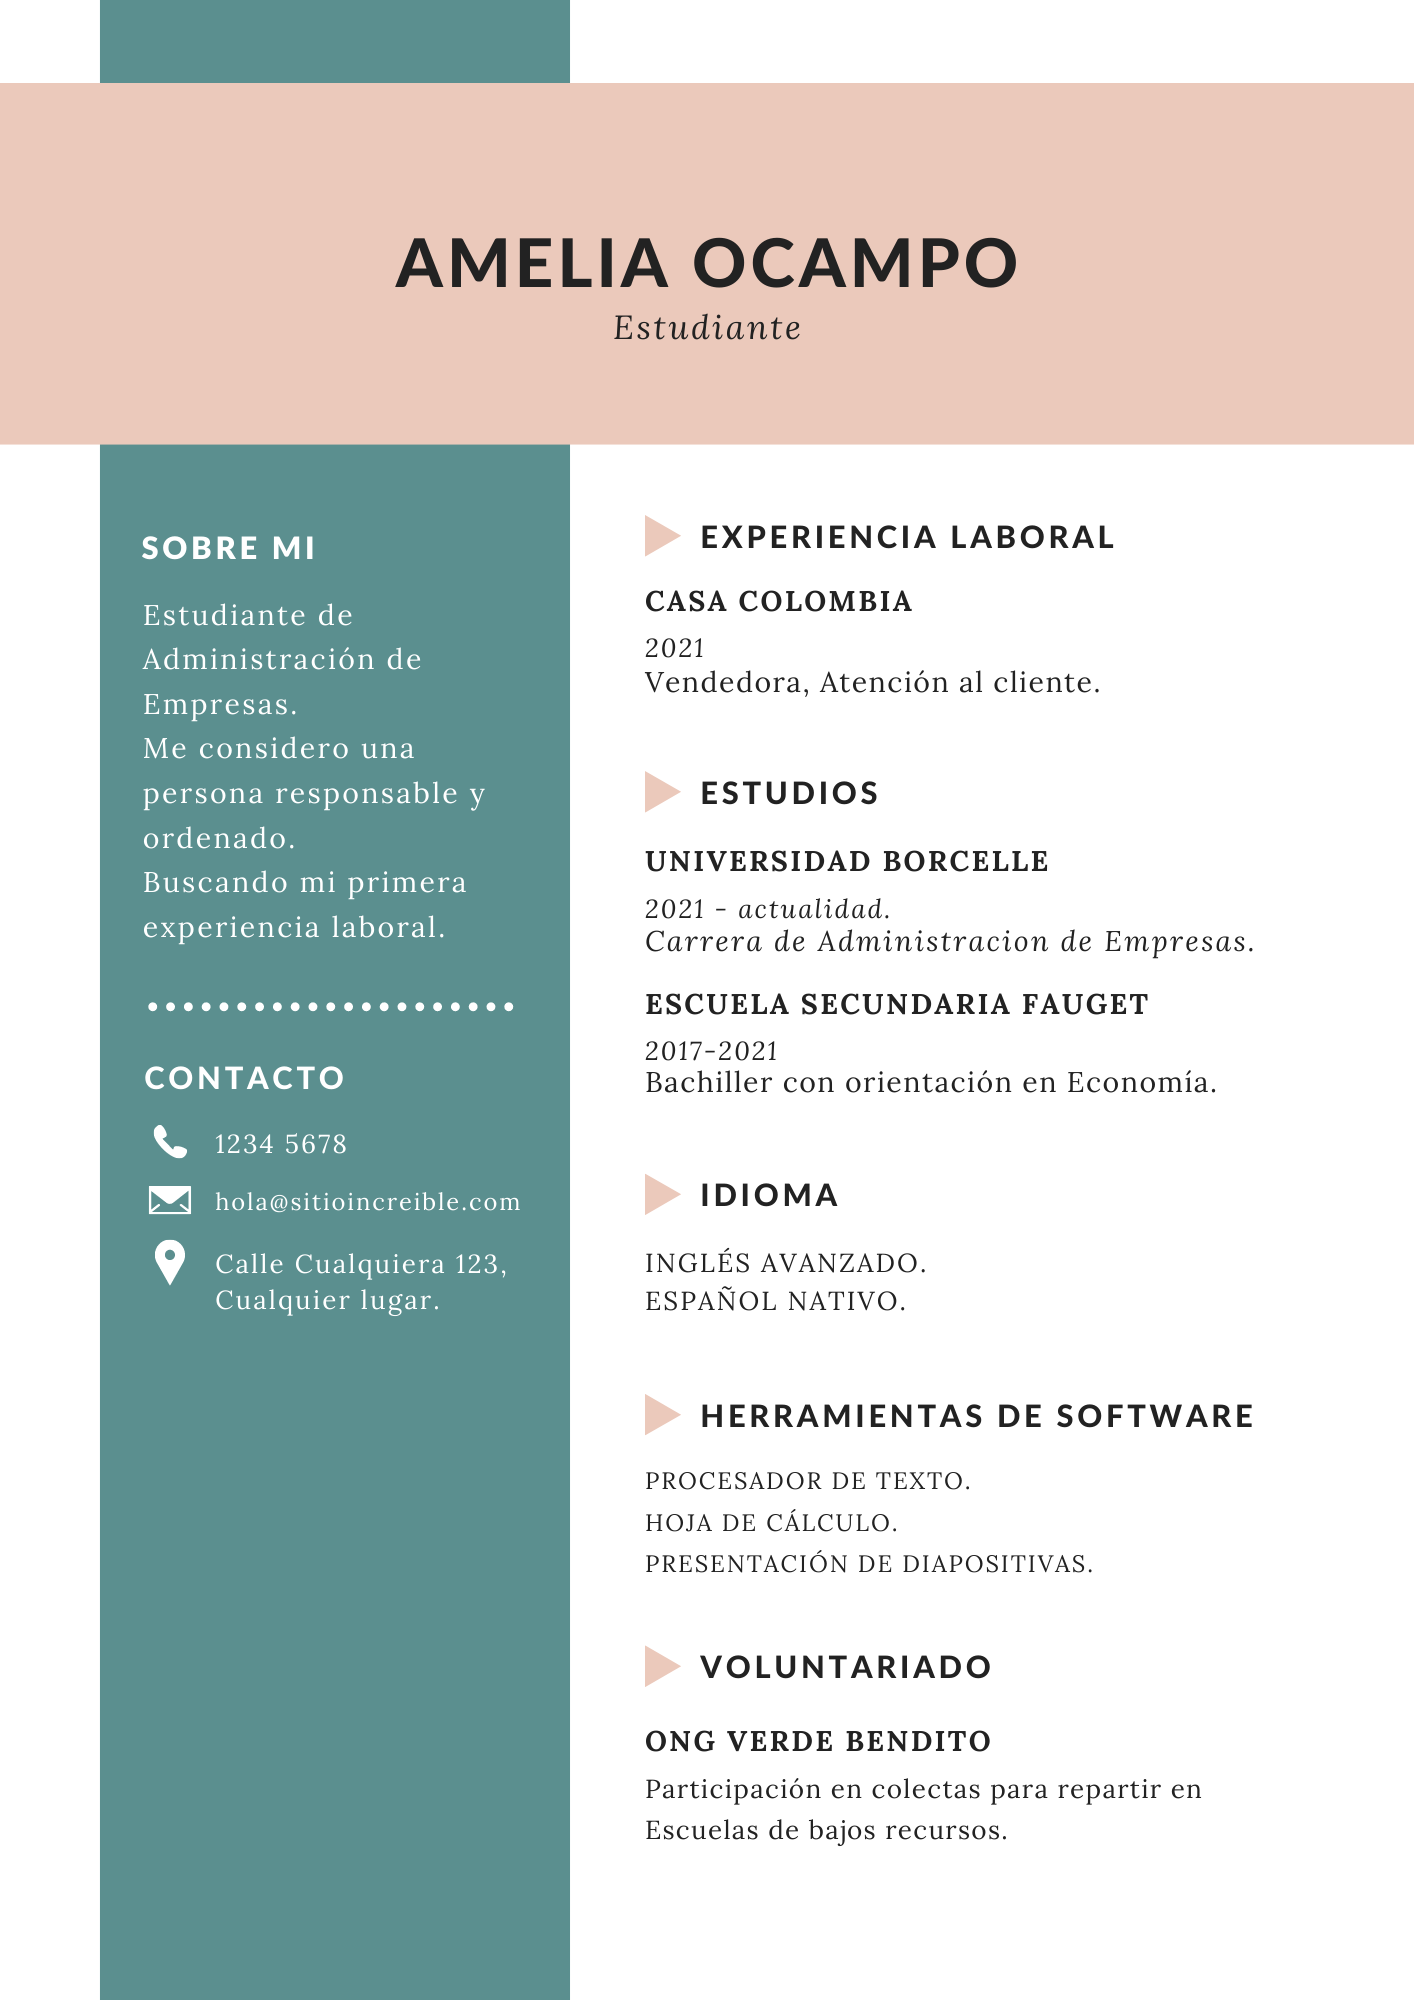 AMELIA OCAMPO
Estudiante
SOBRE MI
Estudiante de
Administración de
Empresas.
Me considero una
persona responsable y
ordenado.
Buscando mi primera
experiencia laboral.
CONTACTO
1234 5678
hola@sitioincreible.com
Calle Cualquiera 123,
Cualquier lugar.
EXPERIENCIA LABORAL
CASA COLOMBIA
2021
Vendedora, Atención al cliente.
ESTUDIOS
UNIVERSIDAD BORCELLE
2021 - actualidad.
Carrera de Administracion de Empresas.
ESCUELA SECUNDARIA FAUGET
2017-2021
Bachiller con orientación en Economía.
IDIOMA
INGLÉS AVANZADO.
ESPAÑOL NATIVO.
HERRAMIENTAS DE SOFTWARE
PROCESADOR DE TEXTO.
HOJA DE CÁLCULO.
PRESENTACIÓN DE DIAPOSITIVAS.
VOLUNTARIADO
ONG VERDE BENDITO
Participación en colectas para repartir en
Escuelas de bajos recursos.